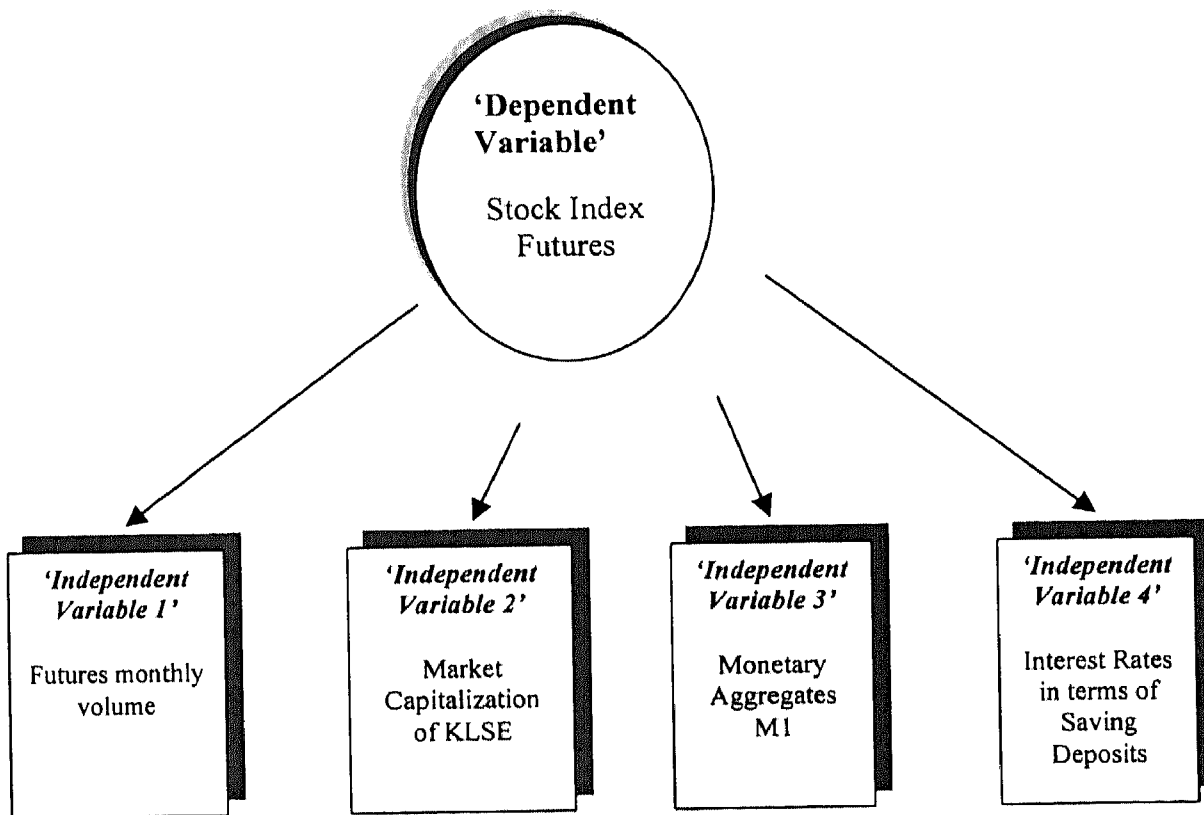 ‘Dependent
Variable’
Stock Index
Futures
‘Independent
Variable 1’
Futures monthly
volume
‘Independent
Variable 2’
Market
Capitalization
of KLSE
‘Independent
Variable 3’
Monetary
Aggregates
M1
‘Independent
Variable 4’
Interest Rates
in terms of
Saving
Deposits